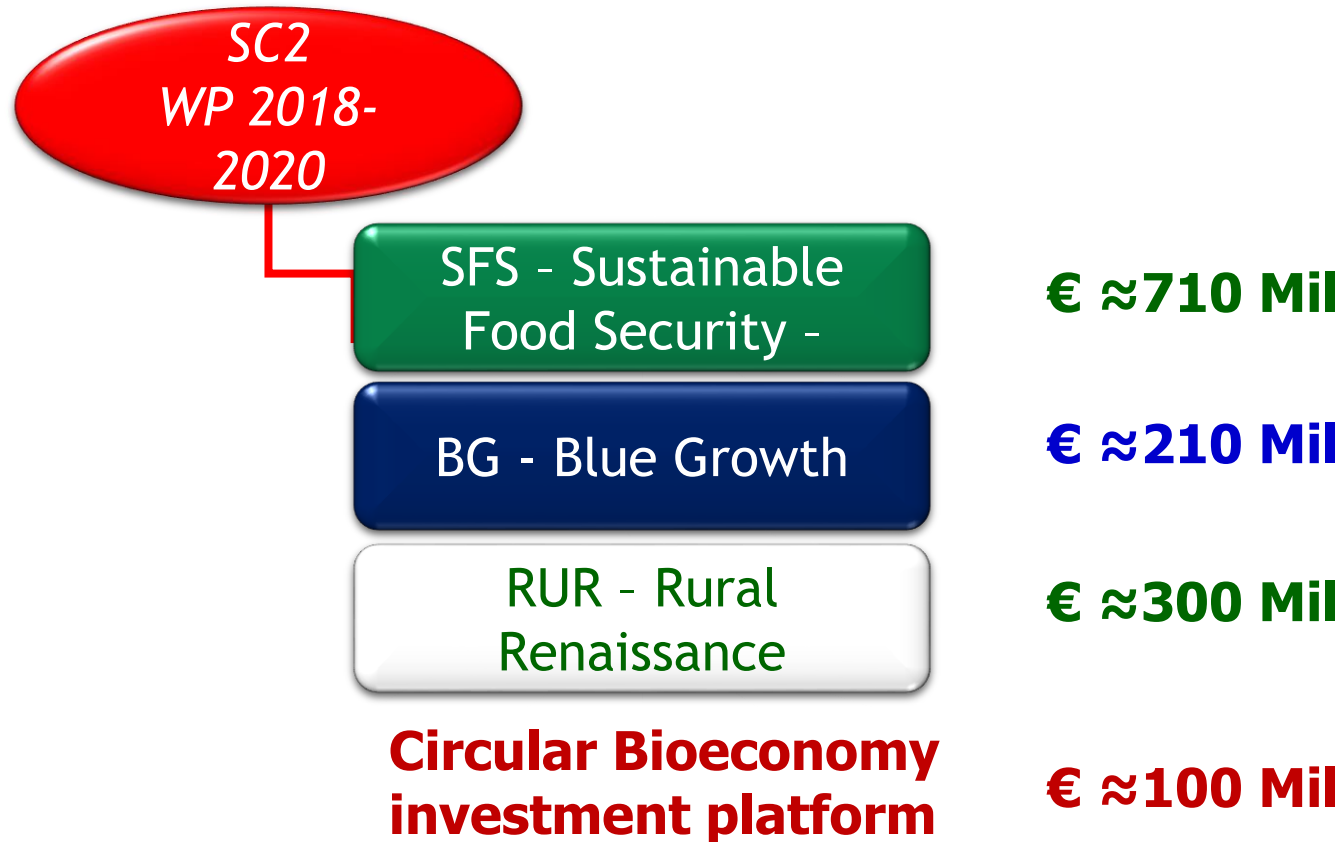 SC2
WP 2018-
2020
SFS – Sustainable
Food Security –
€ ≈710 Mil
BG - Blue Growth
€ ≈210 Mil
RUR – Rural
Renaissance
€ ≈300 Mil
Circular Bioeconomy
investment platform
€ ≈100 Mil